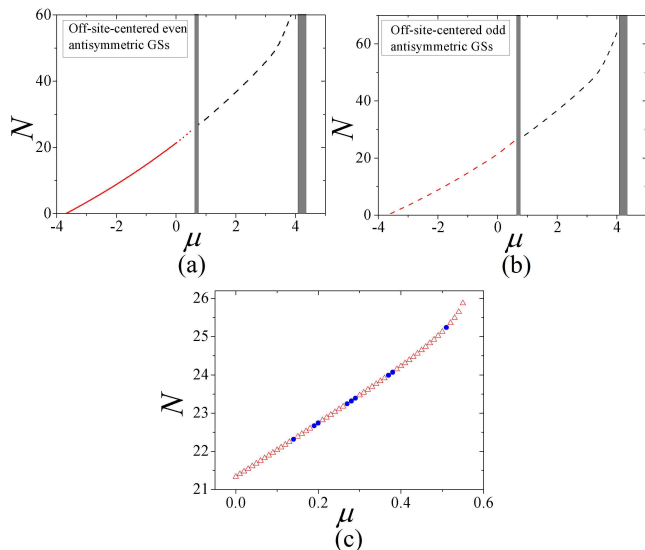 60
40
20
0
N
Off-site-centered even
antisymmetric GSs
-4 -2 0 2 4
μ
(a)
60
40
20
0
N
Off-site-centered odd
antisymmetric GSs
-4 -2 0 2 4
μ
(b)
26
25
24
23
22
21
N
0.0 0.2 0.4 0.6
μ
(c)